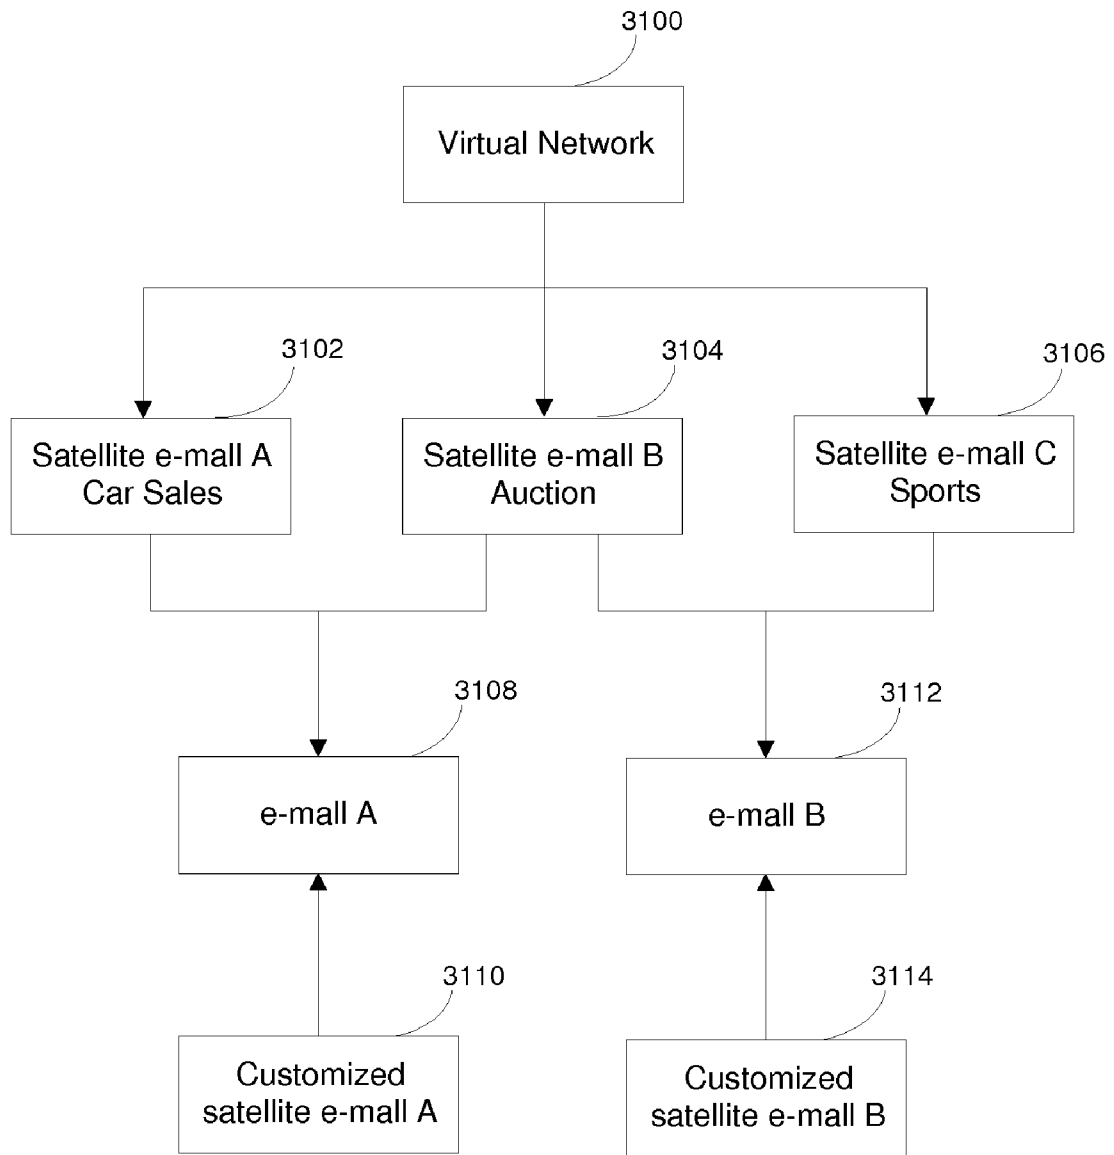 3100
Virtual Network
3102
3104
3106
Satellite e-mall A
Car Sales
Satellite e-mall B
Auction
Satellite e-mall C
Sports
3108
3112
e-mall A
e-mall B
3110
3114
Customized
satellite e-mall A
Customized
satellite e-mall B